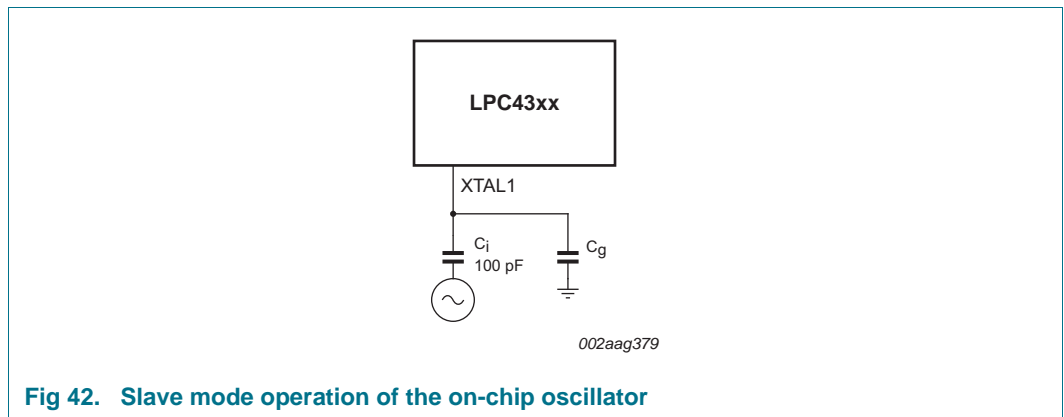 LPC43xx
XTAL1
Ci
100 pF
Cg
002aag379
Fig 42. Slave mode operation of the on-chip oscillator